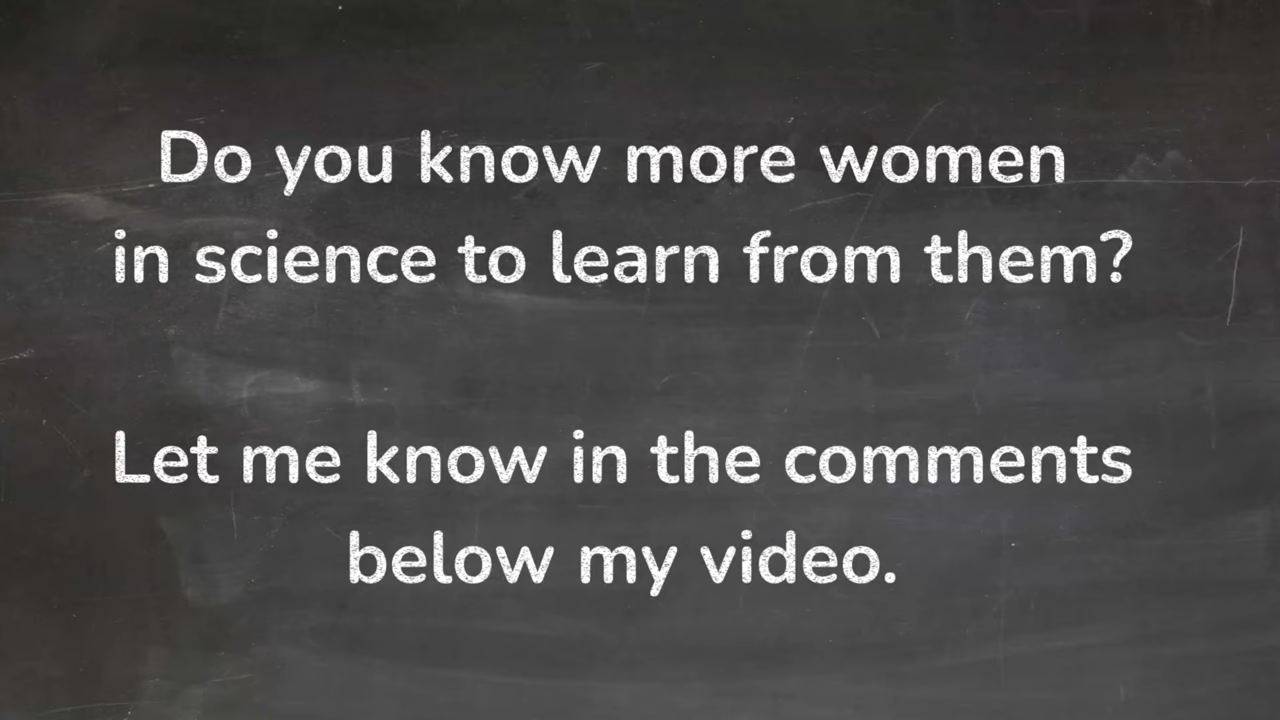 Do you know more women
in science to learn from them?
Let me know in the comments
below my video.